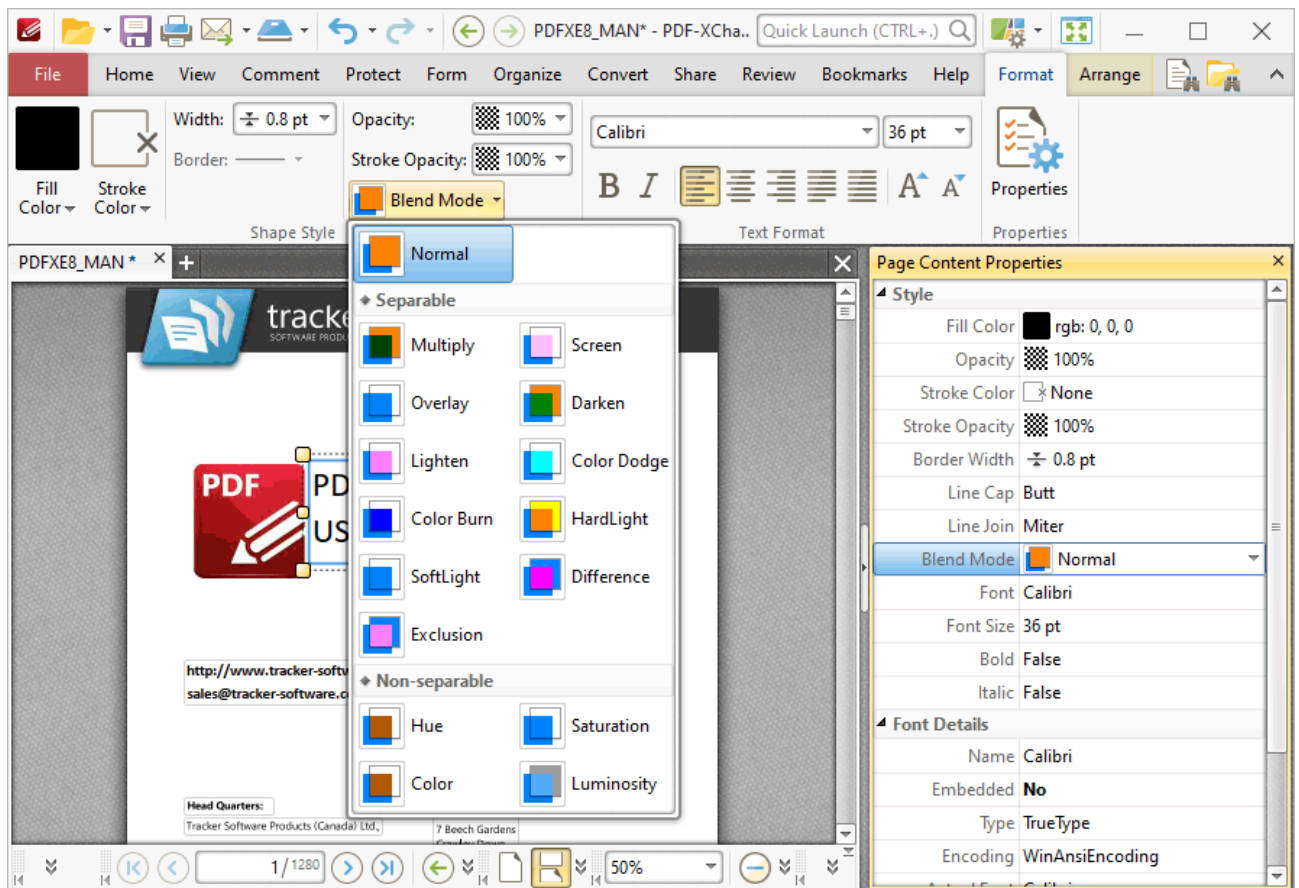 PDFXE8_MAN* - PDF-XCha..
Quick Launch (CTRL+.)
File Home View Comment Protect Form Organize Convert Share Review Bookmarks Help Format Arrange
Width: 0.8 pt
Opacity: 100%
Calibri 36 pt
Border:
Stroke Opacity: 100%
Fill Color
Stroke Color
Blend Mode
B I A A
Properties
Shape Style
Text Format
Properties
PDFXE8_MAN *
Normal
Separable
Multiply Screen
Overlay Darken
Lighten Color Dodge
Color Burn HardLight
SoftLight Difference
Exclusion
Non-separable
Hue Saturation
Color Luminosity
tracke
SOFTWARE PRODU
PDF
PD
US
http://www.tracker-softw
sales@tracker-software.c
Head Quarters:
Tracker Software Products (Canada) Ltd.,
7 Beech Gardens
Crawley Down
Page Content Properties
Style
Fill Color rgb: 0, 0, 0
Opacity 100%
Stroke Color None
Stroke Opacity 100%
Border Width 0.8 pt
Line Cap Butt
Line Join Miter
Blend Mode Normal
Font Calibri
Font Size 36 pt
Bold False
Italic False
Font Details
Name Calibri
Embedded No
Type TrueType
Encoding WinAnsiEncoding
1/1280
50%